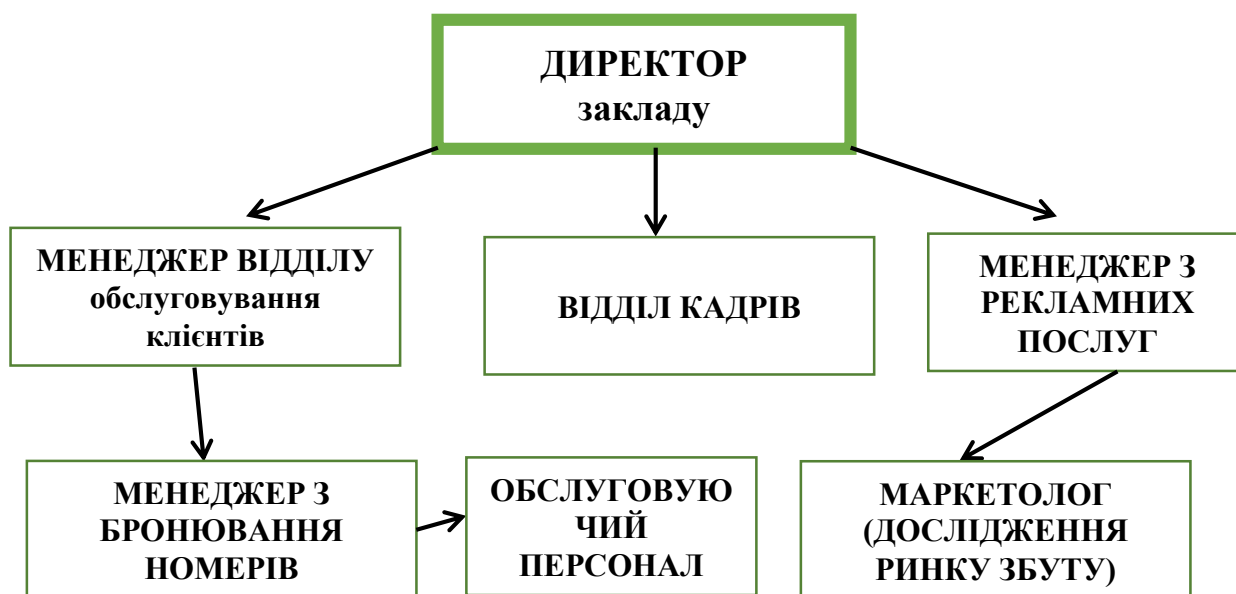 ДИРЕКТОР
закладу
МЕНЕДЖЕР ВІДДІЛУ
обслуговування
клієнтів
ВІДДІЛ КАДРІВ
МЕНЕДЖЕР З
РЕКЛАМНИХ
ПОСЛУГ
МЕНЕДЖЕР З
БРОНЮВАННЯ
НОМЕРІВ
ОБСЛУГОВУЮ
ЧИЙ
ПЕРСОНАЛ
МАРКЕТОЛОГ
(ДОСЛІДЖЕННЯ
РИНКУ ЗБУТУ)